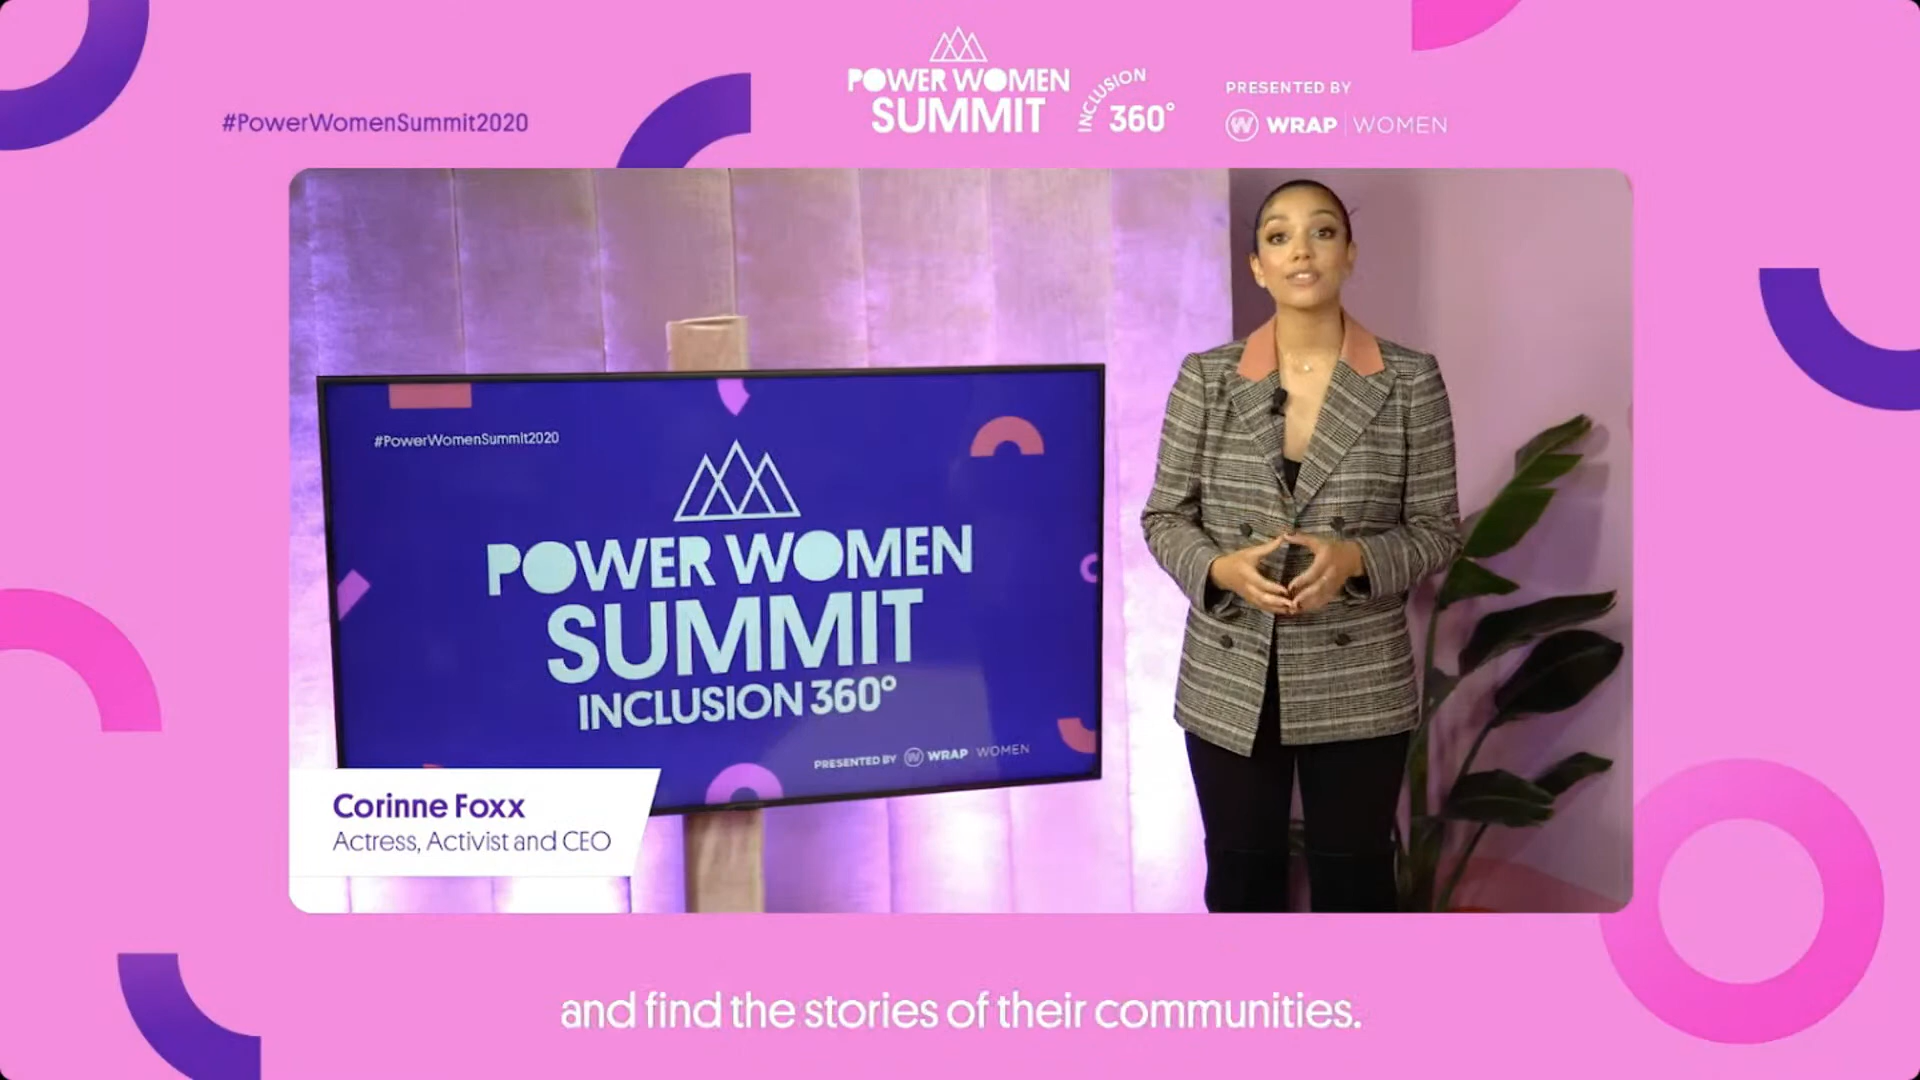 #PowerWomenSummit2020
POWER WOMEN
SUMMIT
INCLUSION
360°
PRESENTED BY
W WRAP | WOMEN
#PowerWomenSummit2020
POWER WOMEN
SUMMIT
INCLUSION 360°
PRESENTED BY W WRAP WOMEN
Corinne Foxx
Actress, Activist and CEO
and find the stories of their communities.